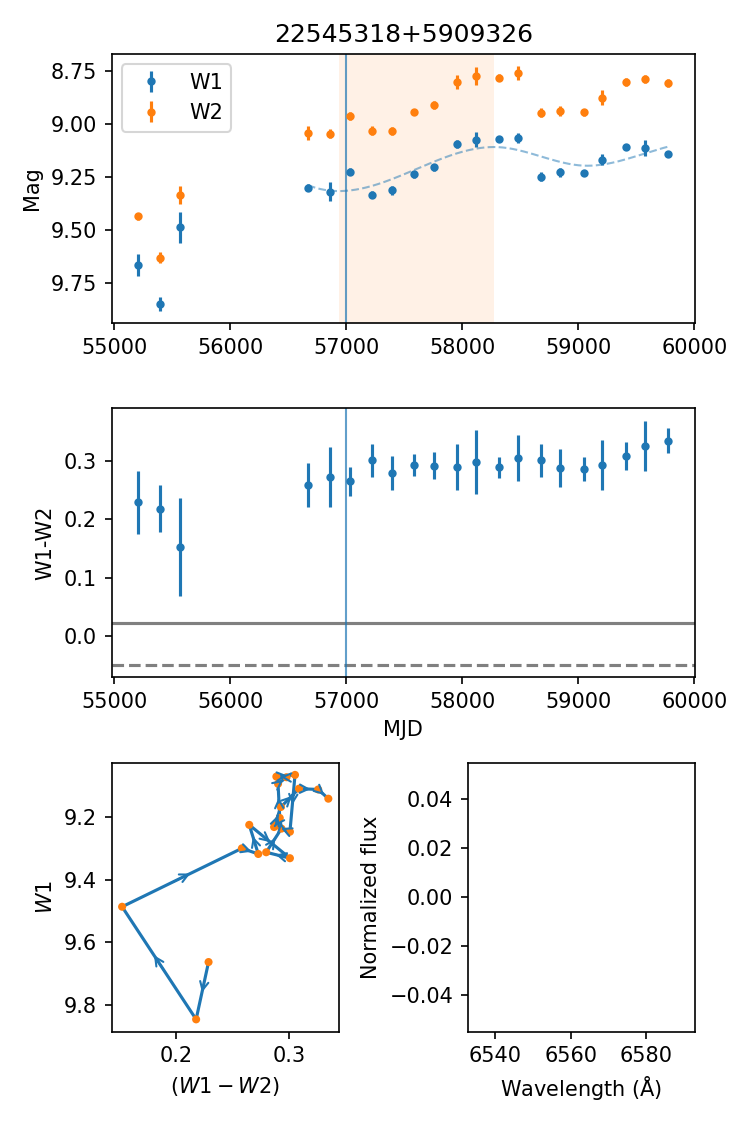 22545318+5909326
8.75
9.00
9.25
9.50
9.75
Mag
W1
W2
55000 56000 57000 58000 59000 60000
0.3
0.2
0.1
0.0
W1-W2
55000 56000 57000 58000 59000 60000
MJD
9.2
9.4
9.6
9.8
W1
0.2 0.3
(W1 − W2)
0.04
0.02
0.00
−0.02
−0.04
Normalized flux
6540 6560 6580
Wavelength (Å)